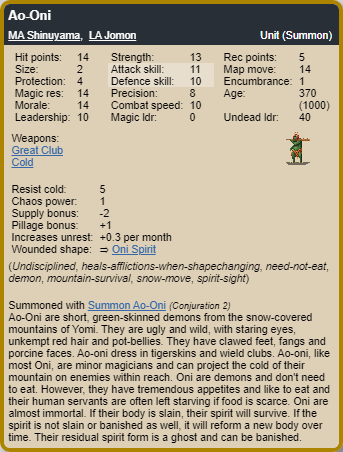 Ao-Oni
MA Shinuyama, LA Jomon Unit (Summon)
Hit points: 14 Strength: 13 Rec points: 5
Size: 2 Attack skill: 11 Map move: 14
Protection: 4 Defence skill: 10 Encumbrance: 1
Magic res: 14 Precision: 8 Age: 370
Morale: 14 Combat speed: 10 (1000)
Leadership: 10 Magic ldr: 0 Undead ldr: 40
Weapons:
Great Club
Cold
Resist cold: 5
Chaos power: 1
Supply bonus: -2
Pillage bonus: +1
Increases unrest: +0.3 per month
Wounded shape: ⇒ Oni Spirit
(Undisciplined, heals-afflictions-when-shapechanging, need-not-eat,
demon, mountain-survival, snow-move, spirit-sight)
Summoned with Summon Ao-Oni (Conjuration 2)
Ao-Oni are short, green-skinned demons from the snow-covered
mountains of Yomi. They are ugly and wild, with staring eyes,
unkempt red hair and pot-bellies. They have clawed feet, fangs and
porcine faces. Ao-oni dress in tigerskins and wield clubs. Ao-oni, like
most Oni, are minor magicians and can project the cold of their
mountain on enemies within reach. Oni are demons and don't need
to eat. However, they have tremendous appetites and like to eat and
their human servants are often left starving if food is scarce. Oni are
almost immortal. If their body is slain, their spirit will survive. If the
spirit is not slain or banished as well, it will reform a new body over
time. Their residual spirit form is a ghost and can be banished.